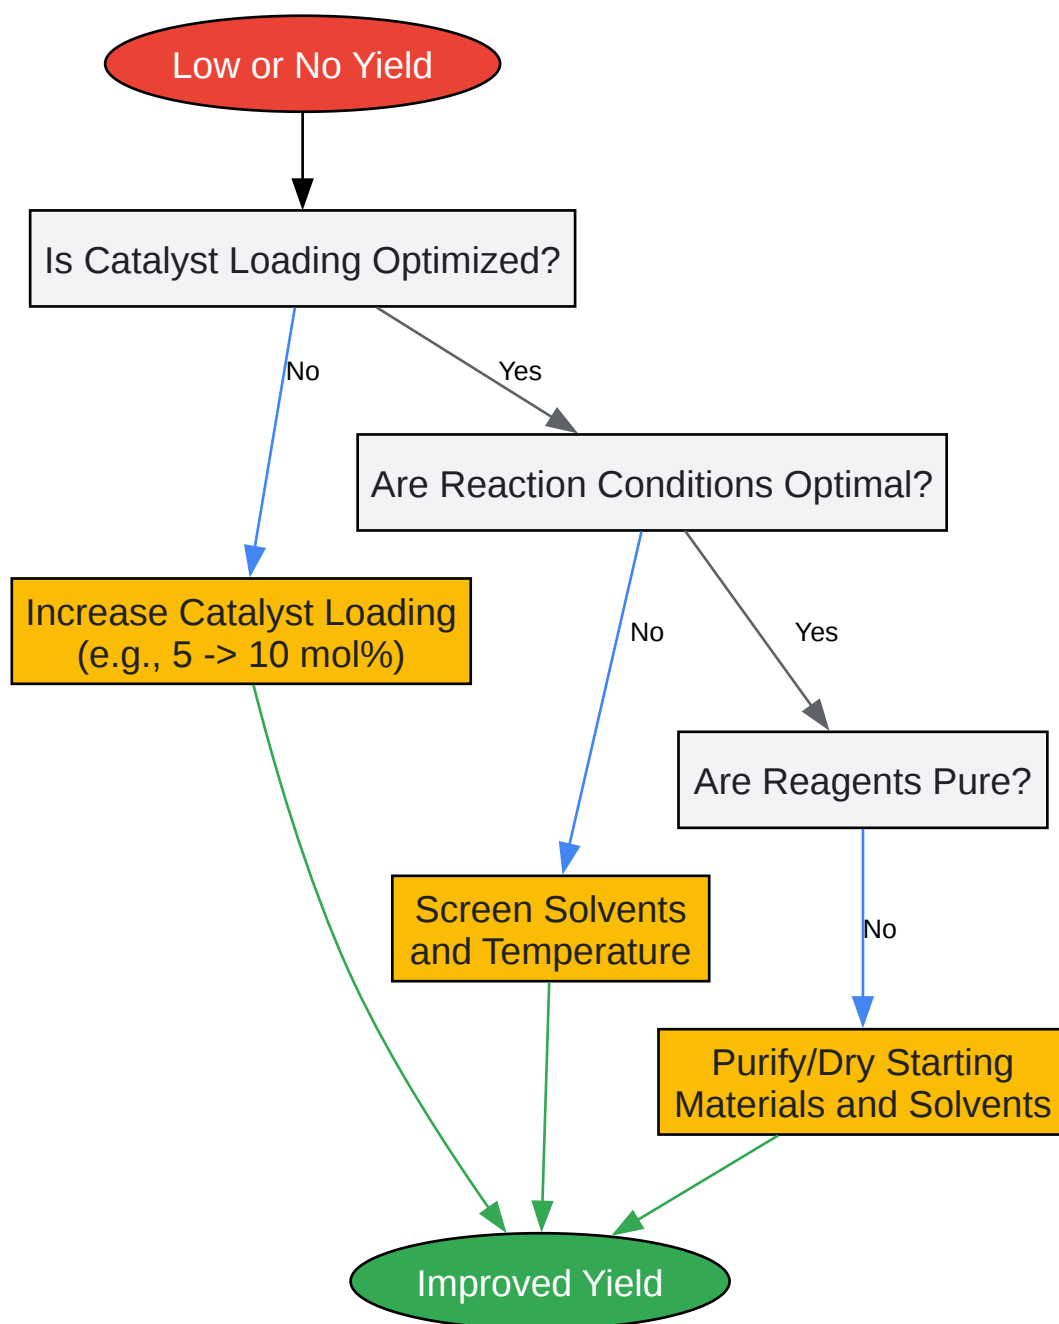 Low or No Yield
Is Catalyst Loading Optimized?
No
Yes
Are Reaction Conditions Optimal?
Increase Catalyst Loading
(e.g., 5 -> 10 mol%)
No
Yes
Are Reagents Pure?
Screen Solvents
and Temperature
No
Purify/Dry Starting
Materials and Solvents
Improved Yield